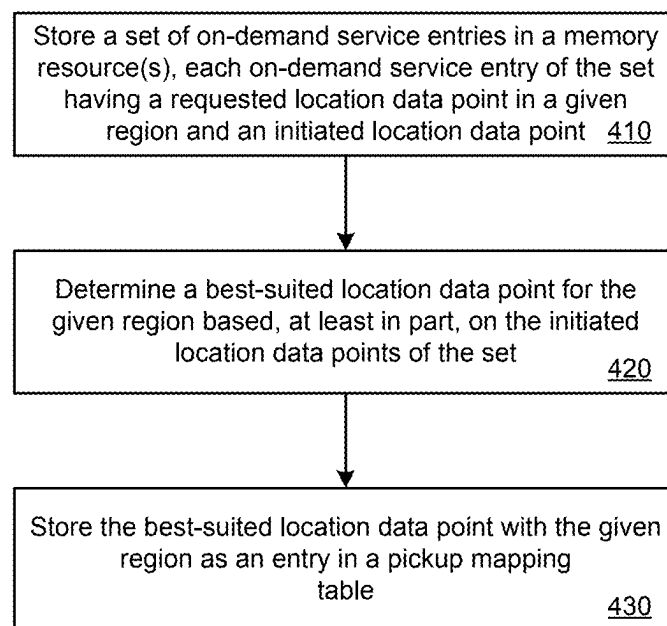 Store a set of on-demand service entries in a memory
resource(s), each on-demand service entry of the set
having a requested location data point in a given
region and an initiated location data point 410
Determine a best-suited location data point for the
given region based, at least in part, on the initiated
location data points of the set
420
Store the best-suited location data point with the given
region as an entry in a pickup mapping
table
430